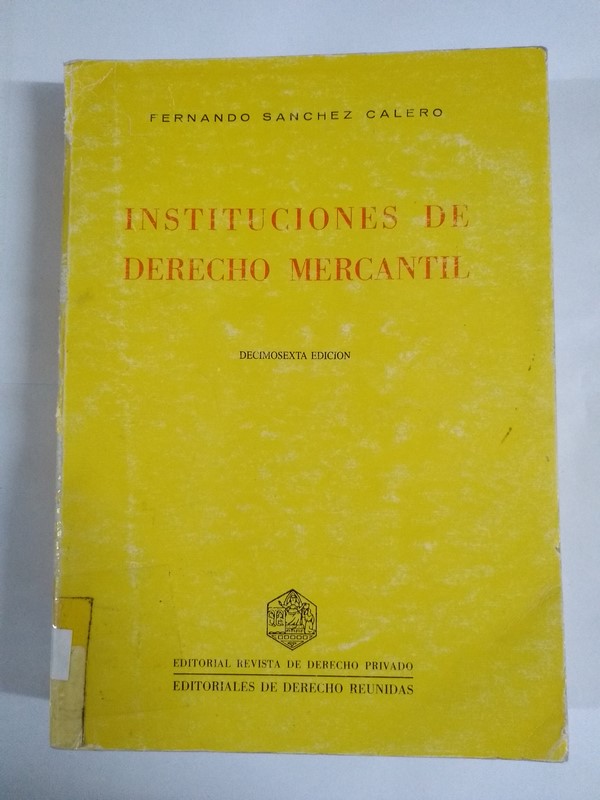 FERNANDO SANCHEZ CALERO
INSTITUCIONES DE
DERECHO MERCANTIL
DECIMOSEXTA EDICION
EDITORIAL REVISTA DE DERECHO PRIVADO
EDITORIALES DE DERECHO REUNIDAS